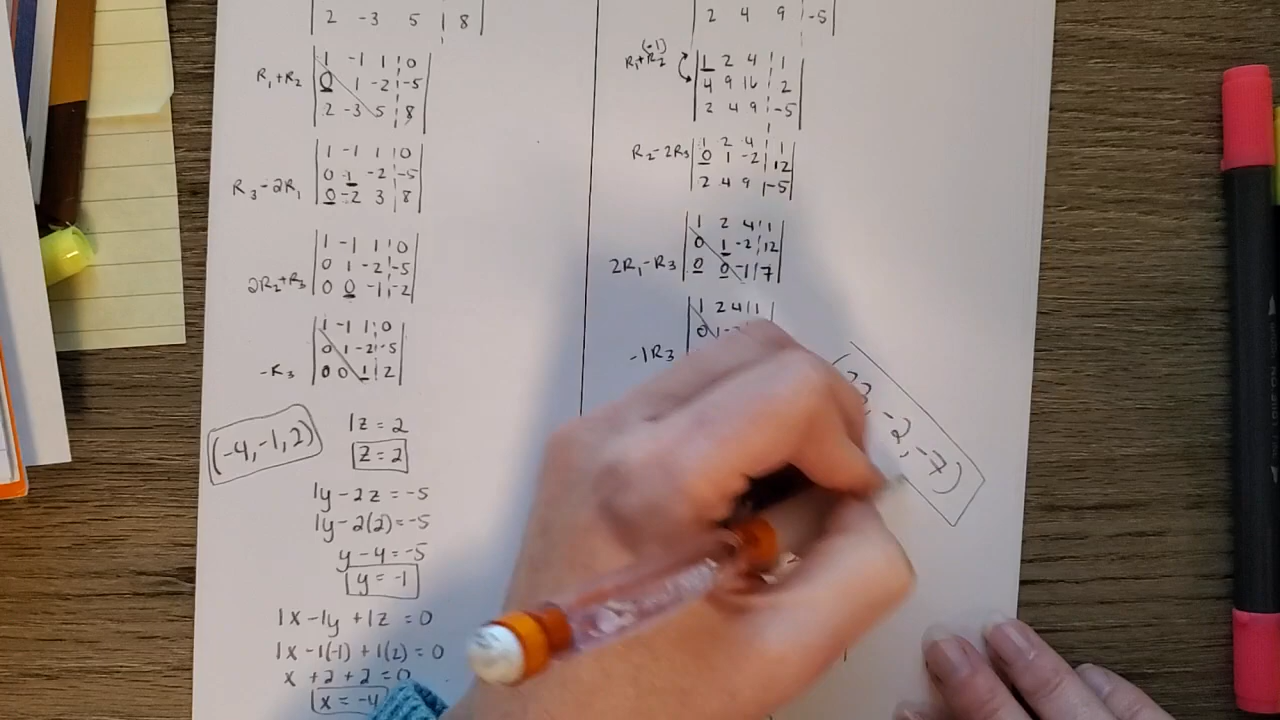 2 -3 5 | 8
R₁+R₂
1 -1 1 | 0
0 1 -2 | -5
2 -3 5 | 8
R₃-2R₁
1 -1 1 | 0
0 1 -2 | -5
0 -2 3 | 8
2R₂+R₃
1 -1 1 | 0
0 1 -2 | -5
0 0 -1 | -2
-R₃
1 -1 1 | 0
0 1 -2 | -5
0 0 1 | 2
(-4,-1,2)
1z = 2
z = 2
1y - 2z = -5
1y - 2(2) = -5
y - 4 = -5
y = -1
1x - 1y + 1z = 0
1x - 1(-1) + 1(2) = 0
x + 2 + 2 = 0
x = -4
2 4 9 | -5
(-1)
R₁+R₂
1 2 4 | 1
4 9 16 | 2
2 4 9 | -5
R₂-2R₃
1 2 4 | 1
0 1 -2 | 12
2 4 9 | -5
2R₁-R₃
1 2 4 | 1
0 1 -2 | 12
0 0 -1 | 7
-1R₃
1 2 4 | 1
0 1
, -2, -7)